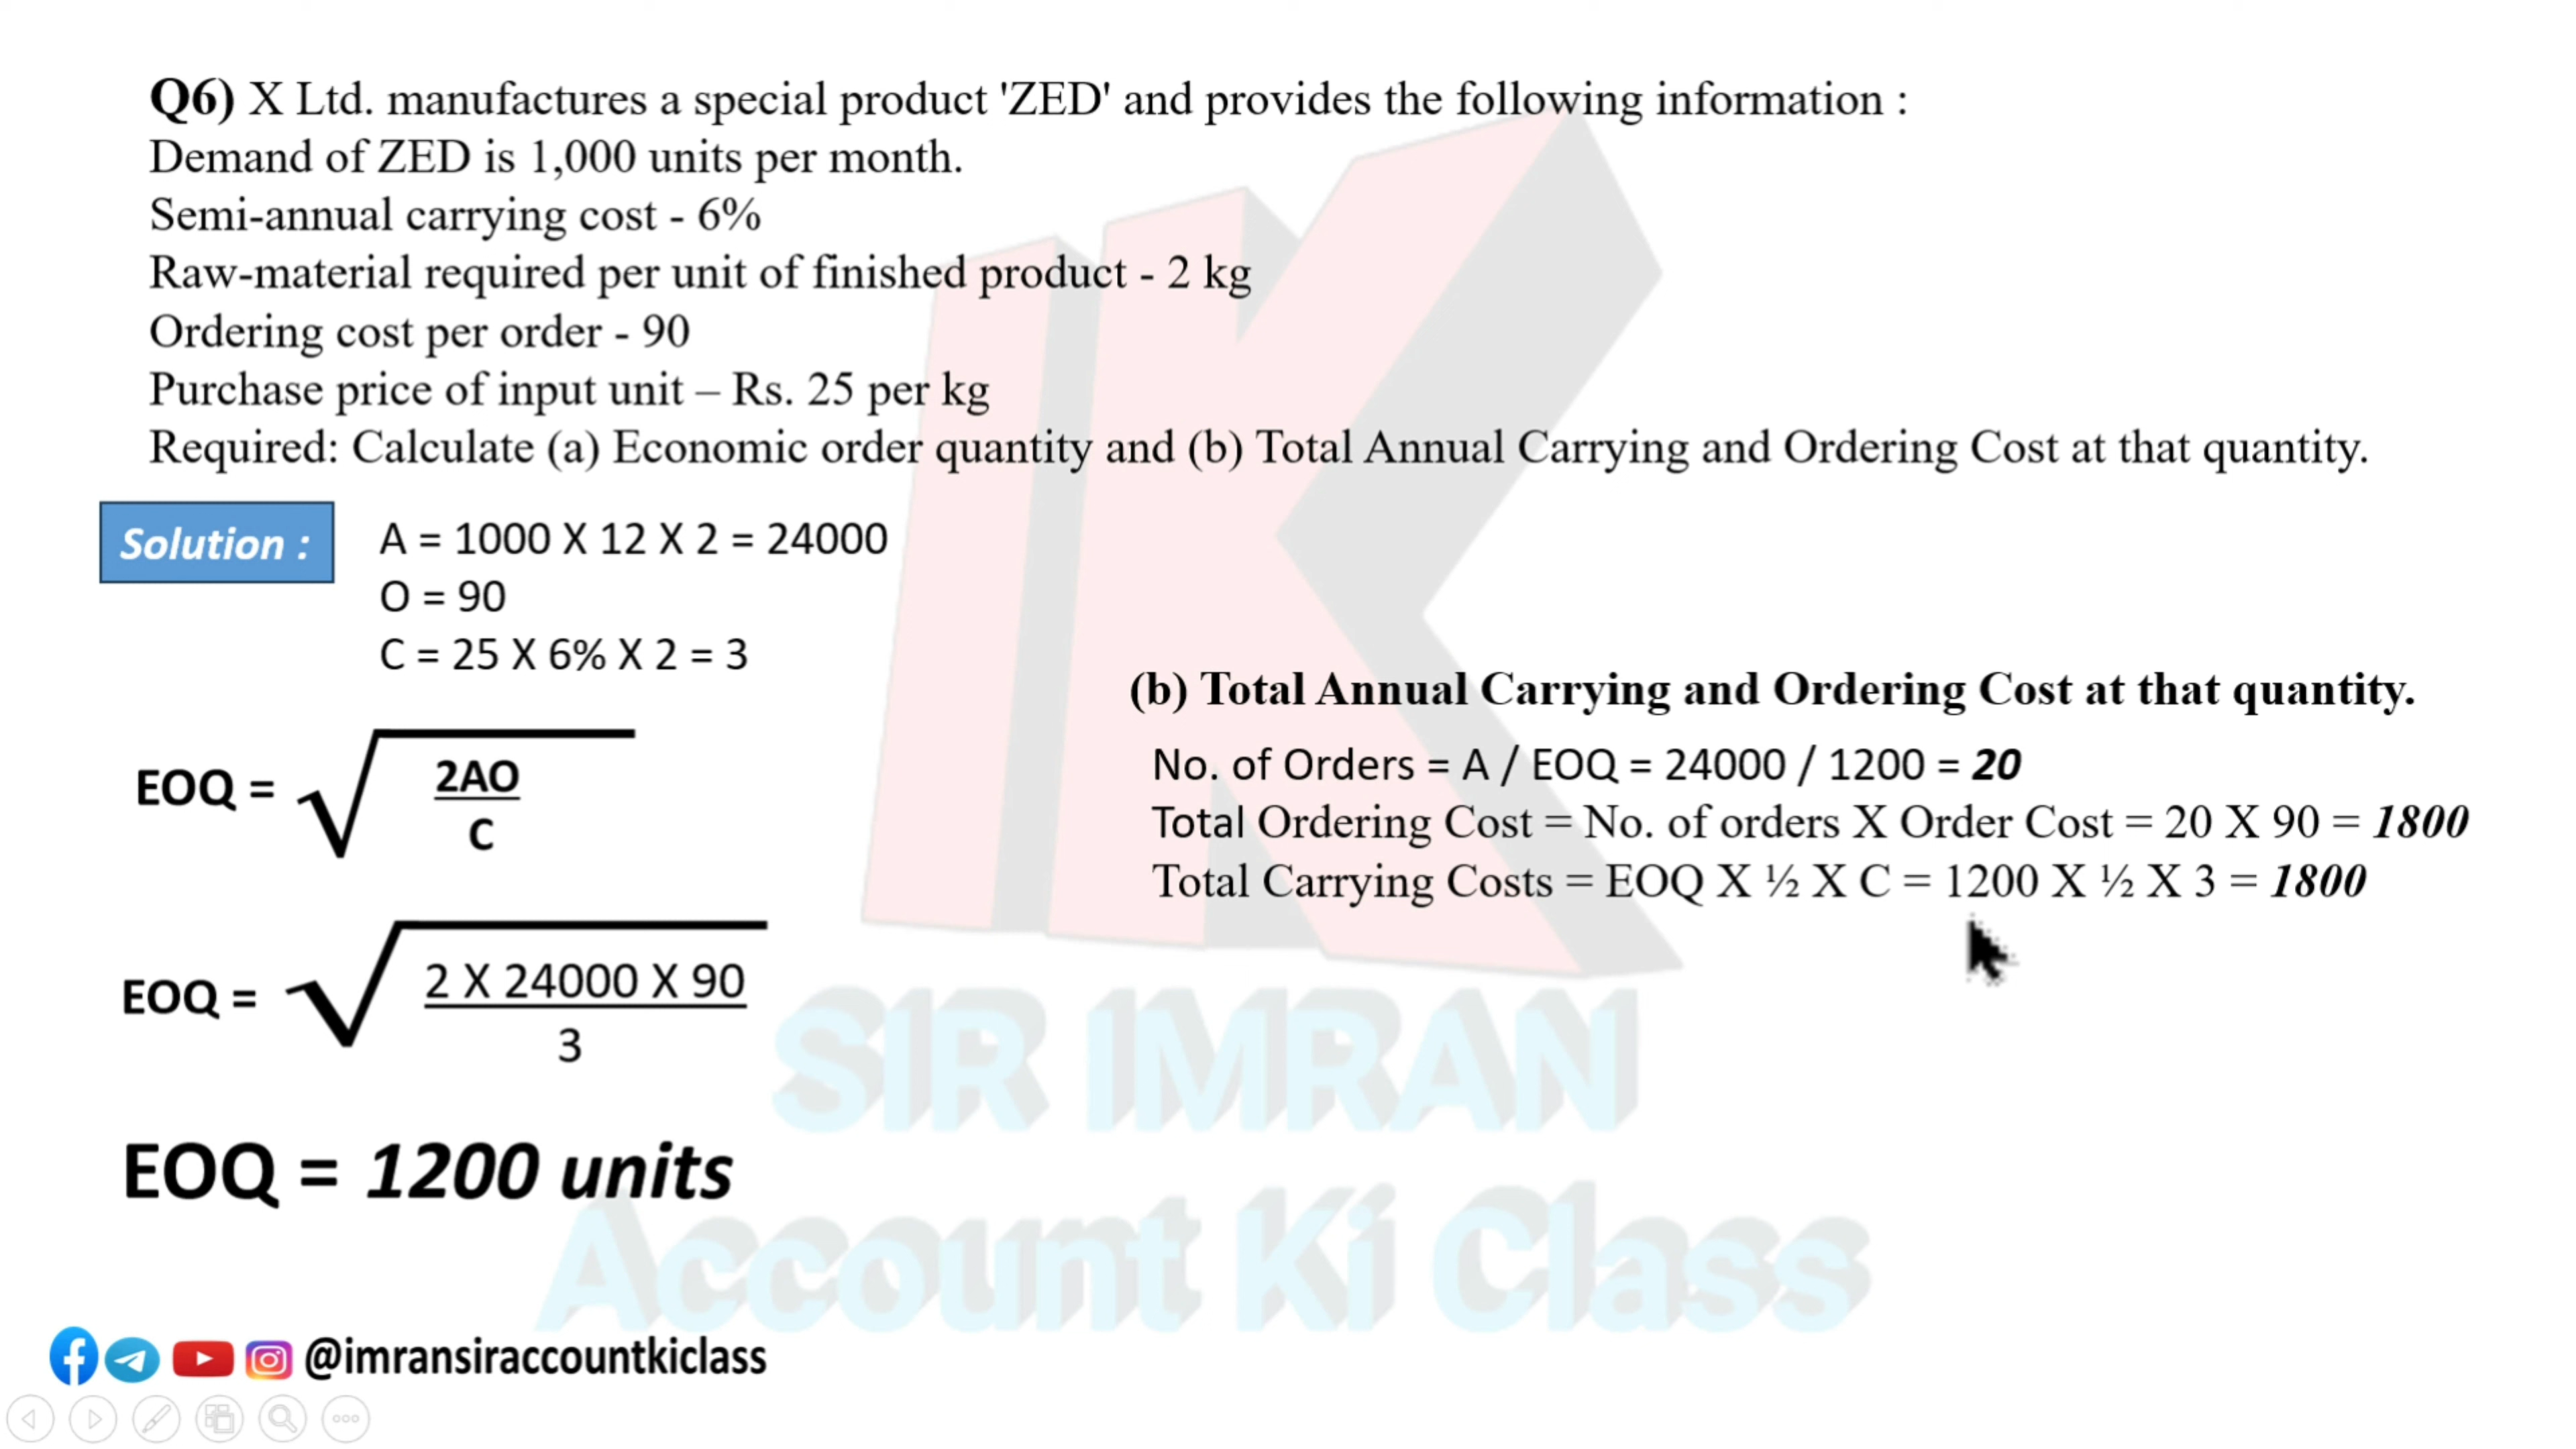 Q6) X Ltd. manufactures a special product 'ZED' and provides the following information :
Demand of ZED is 1,000 units per month.
Semi-annual carrying cost - 6%
Raw-material required per unit of finished product - 2 kg
Ordering cost per order - 90
Purchase price of input unit – Rs. 25 per kg
Required: Calculate (a) Economic order quantity and (b) Total Annual Carrying and Ordering Cost at that quantity.
Solution :
A = 1000 X 12 X 2 = 24000
O = 90
C = 25 X 6% X 2 = 3
EOQ = √ 2AO
C
EOQ = √ 2 X 24000 X 90
3
EOQ = 1200 units
(b) Total Annual Carrying and Ordering Cost at that quantity.
No. of Orders = A / EOQ = 24000 / 1200 = 20
Total Ordering Cost = No. of orders X Order Cost = 20 X 90 = 1800
Total Carrying Costs = EOQ X ½ X C = 1200 X ½ X 3 = 1800
SIR IMRAN
Account Ki Class
@imransiraccountkiclass